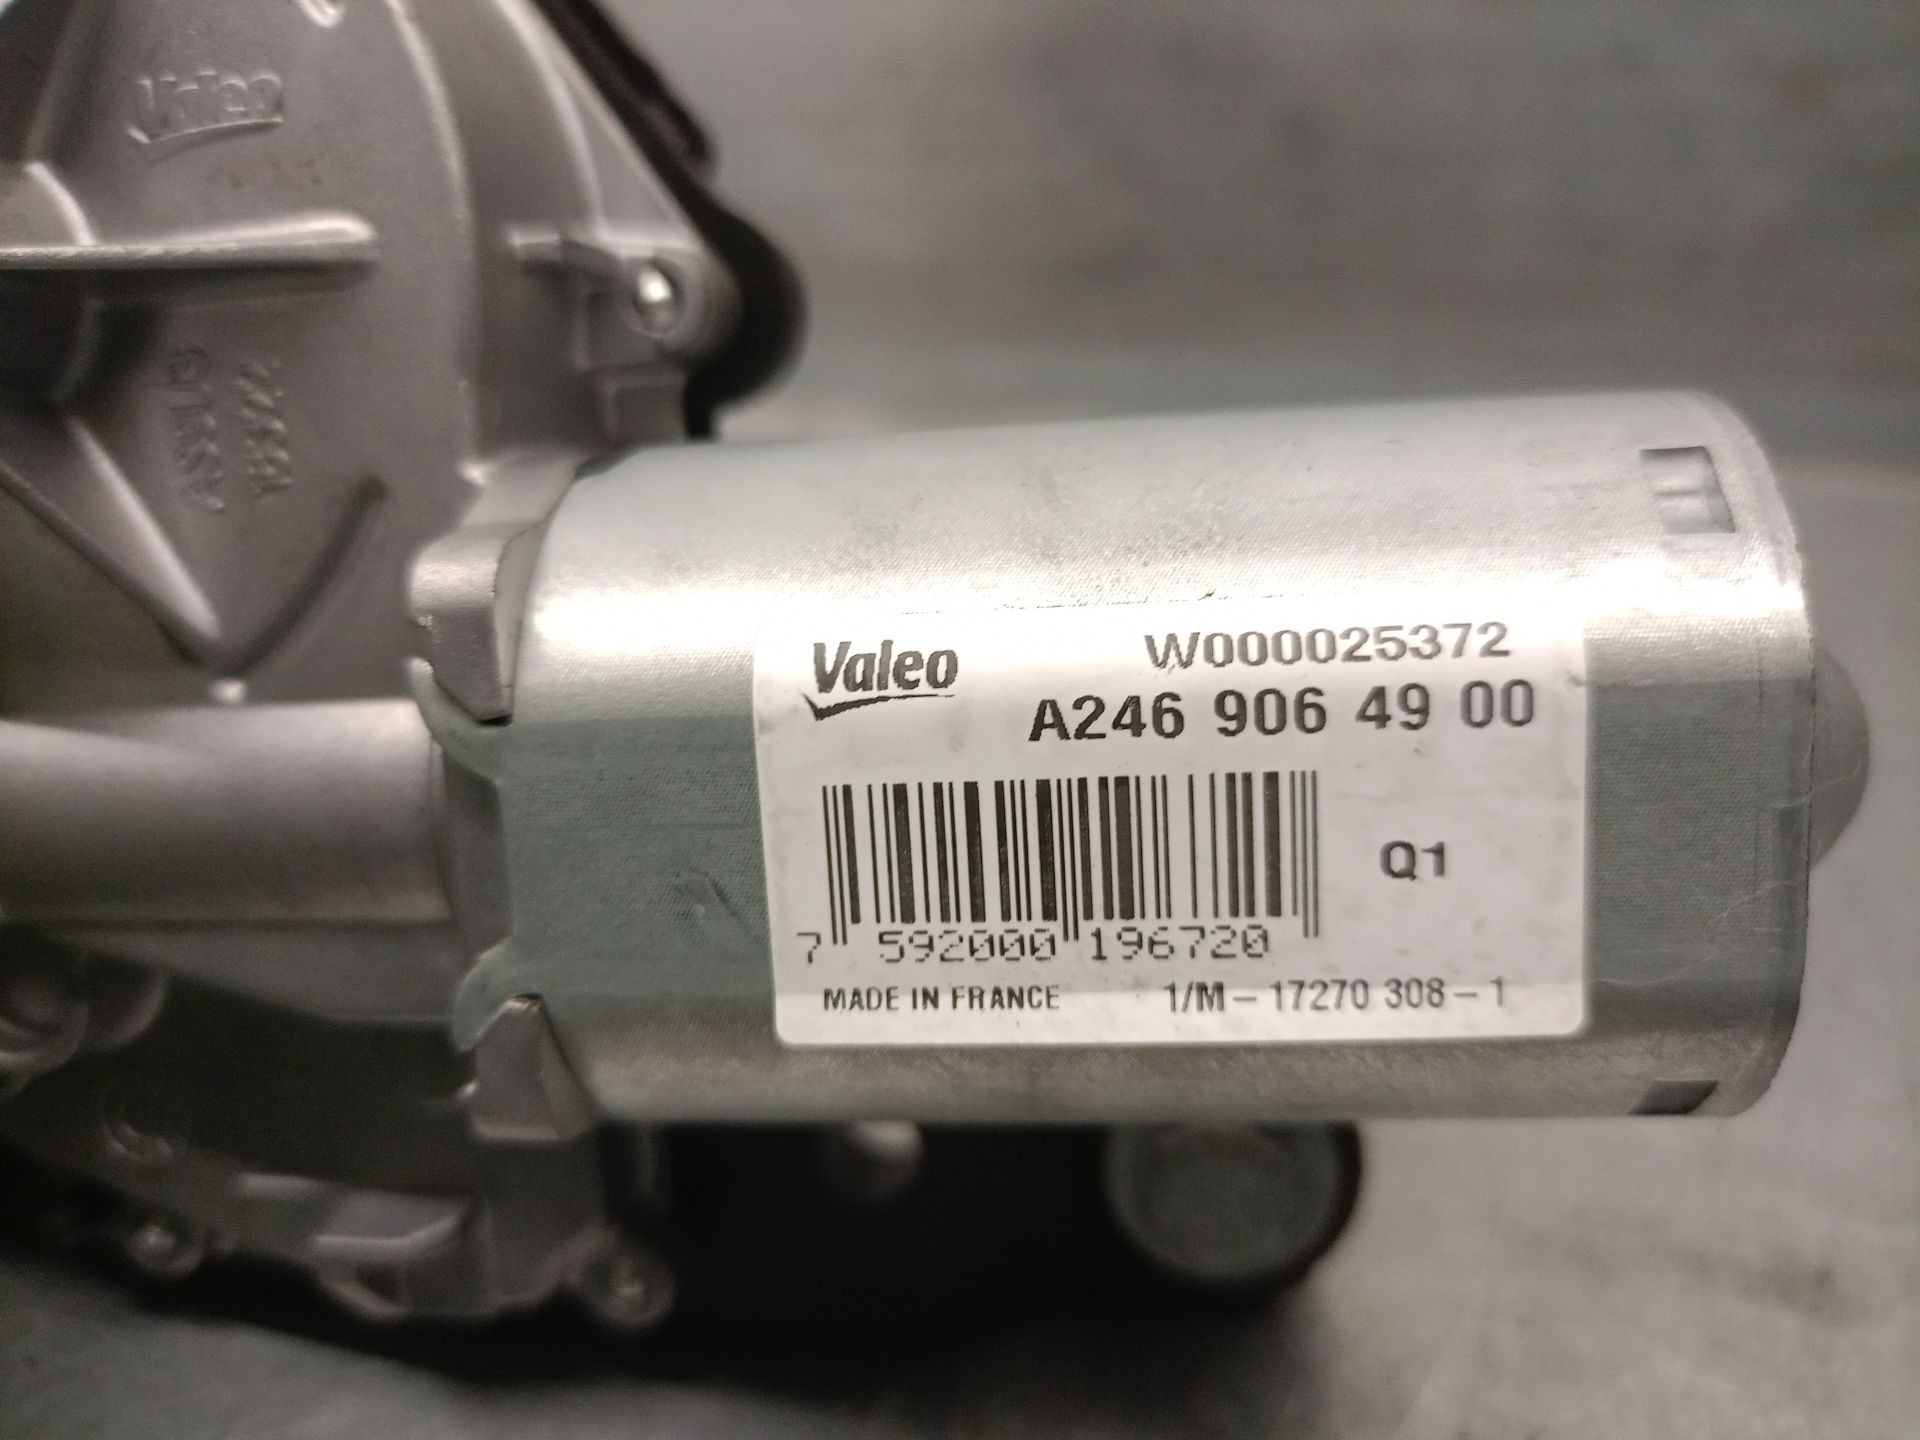 Valeo
Valeo W000025372
A246 906 49 00
Q1
7 592000 196720
MADE IN FRANCE 1/M - 17270 308 - 1